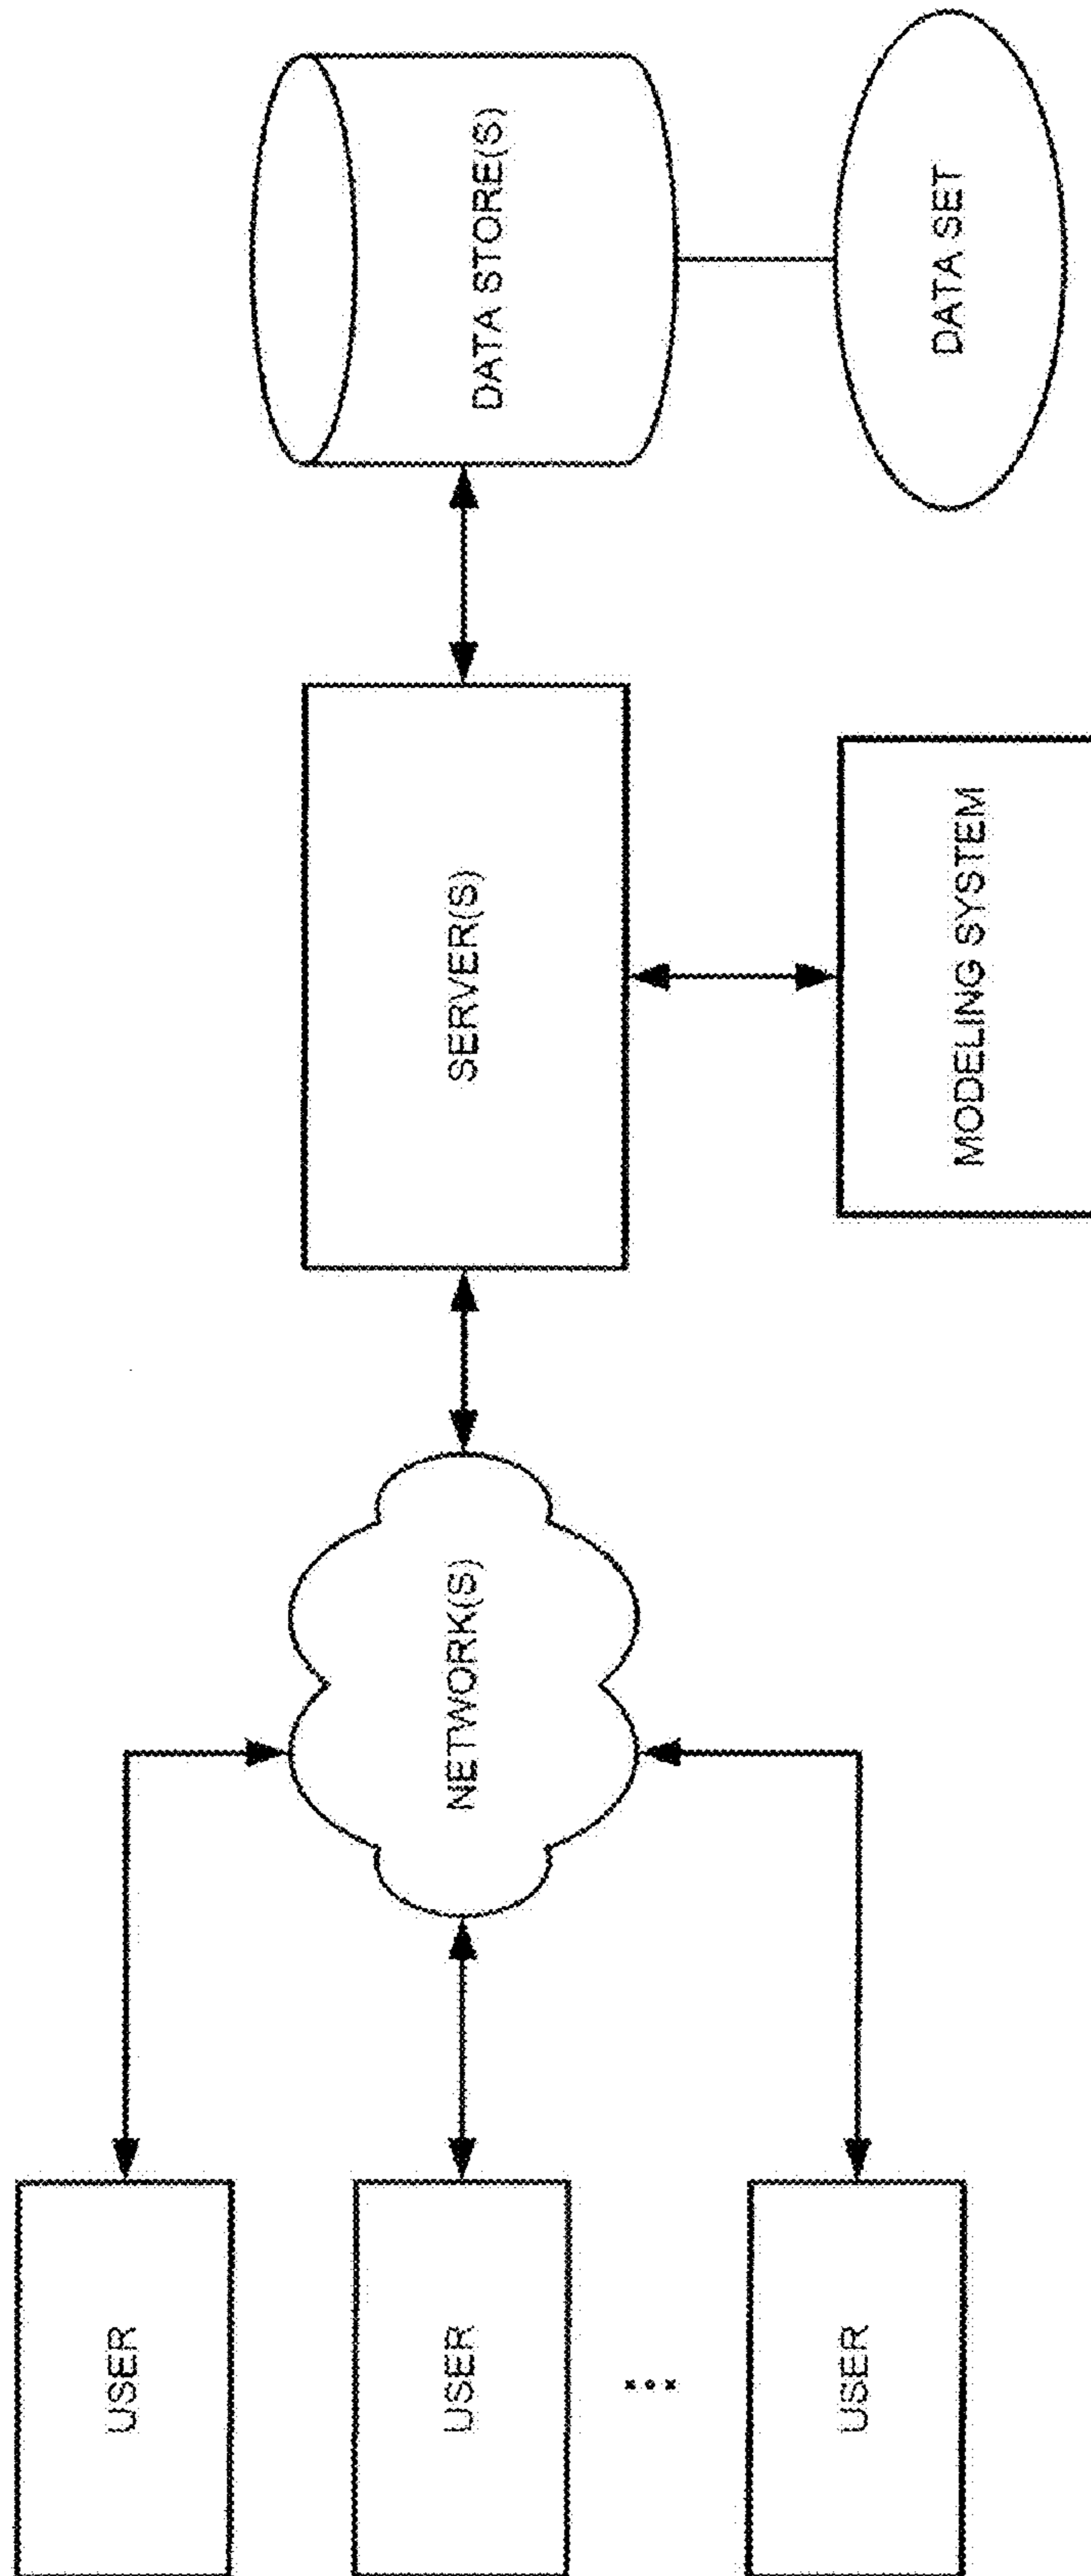 USER
USER
...
USER
NETWORK(S)
SERVER(S)
MODELING SYSTEM
DATA STORE(S)
DATA SET